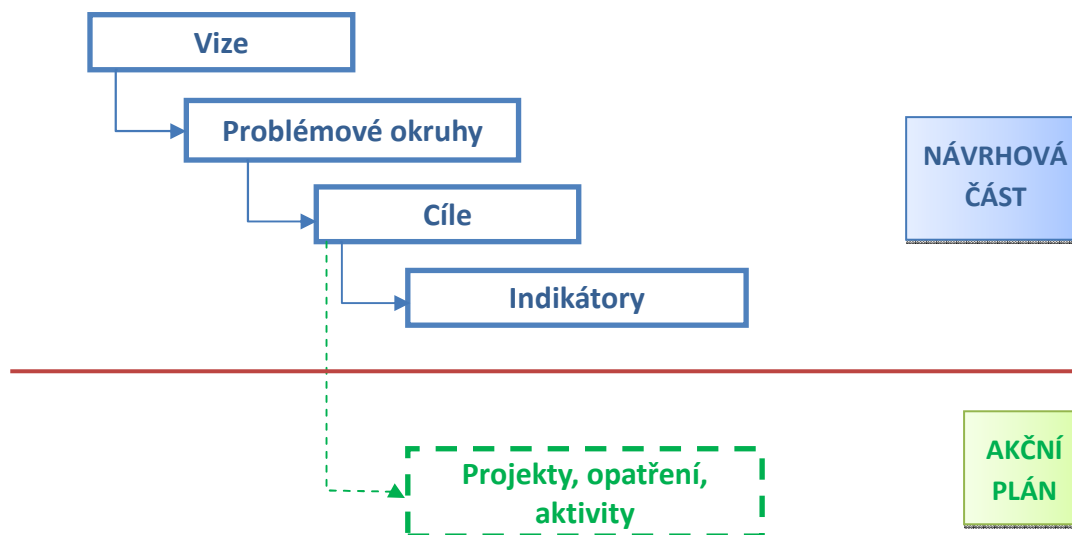 Vize
Problémové okruhy
NÁVRHOVÁ
ČÁST
Cíle
Indikátory
AKČNÍ
PLÁN
Projekty, opatření,
aktivity